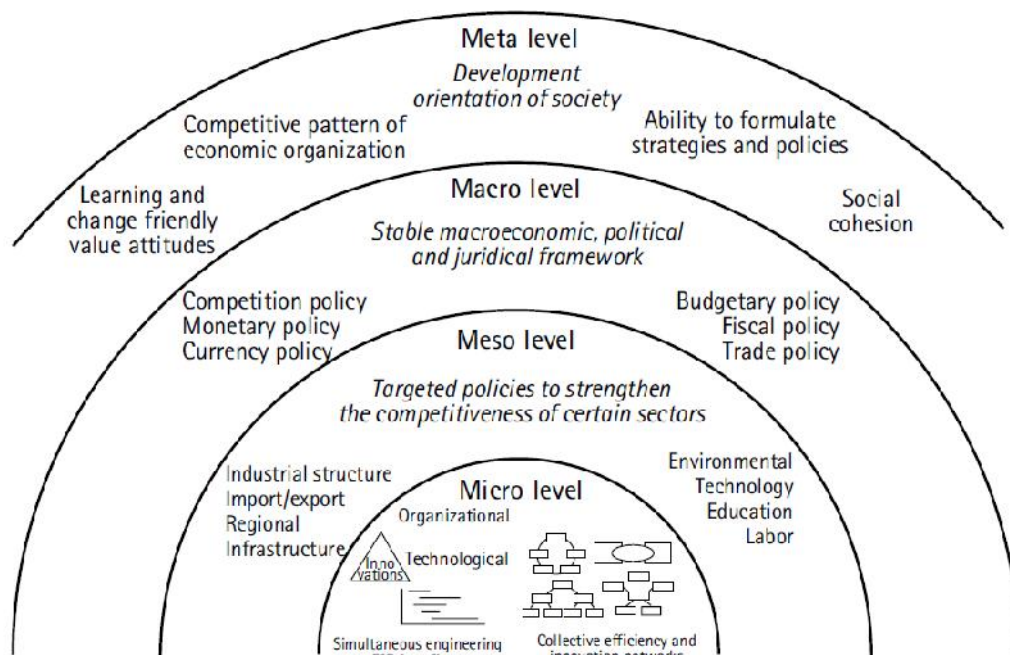 Meta level
Development
orientation of society
Competitive pattern of
economic organization
Ability to formulate
strategies and policies
Learning and
change friendly
value attitudes
Social
cohesion
Macro level
Stable macroeconomic, political
and juridical framework
Competition policy
Monetary policy
Currency policy
Budgetary policy
Fiscal policy
Trade policy
Meso level
Targeted policies to strengthen
the competitiveness of certain sectors
Industrial structure
Import/export
Regional
Infrastructure
Environmental
Technology
Education
Labor
Micro level
Organizational
Technological
Inno
vations
Simultaneous engineering
Collective efficiency and
innovation networks